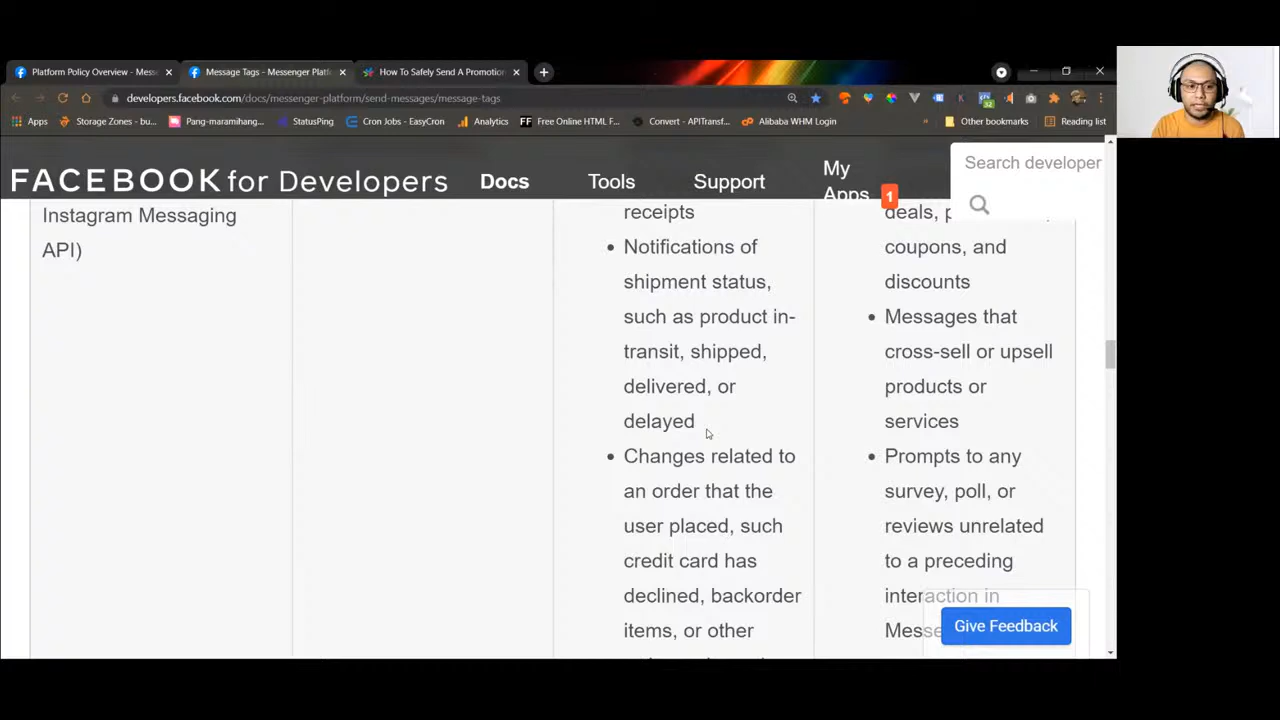 Platform Policy Overview - Mess
Message Tags - Messenger Platf
How To Safely Send A Promotion
developers.facebook.com/docs/messenger-platform/send-messages/message-tags
Apps
Storage Zones - bu...
Pang-maramihang...
StatusPing
Cron Jobs - EasyCron
Analytics
FF Free Online HTML F...
Convert - APITransf...
Alibaba WHM Login
»
Other bookmarks
Reading list
FACEBOOK for Developers
Docs
Tools
Support
My
Apps
1
Search developer
Instagram Messaging
API)
receipts
• Notifications of
shipment status,
such as product in-
transit, shipped,
delivered, or
delayed
• Changes related to
an order that the
user placed, such
credit card has
declined, backorder
items, or other
deals, p
coupons, and
discounts
• Messages that
cross-sell or upsell
products or
services
• Prompts to any
survey, poll, or
reviews unrelated
to a preceding
interaction in
Messe
Give Feedback